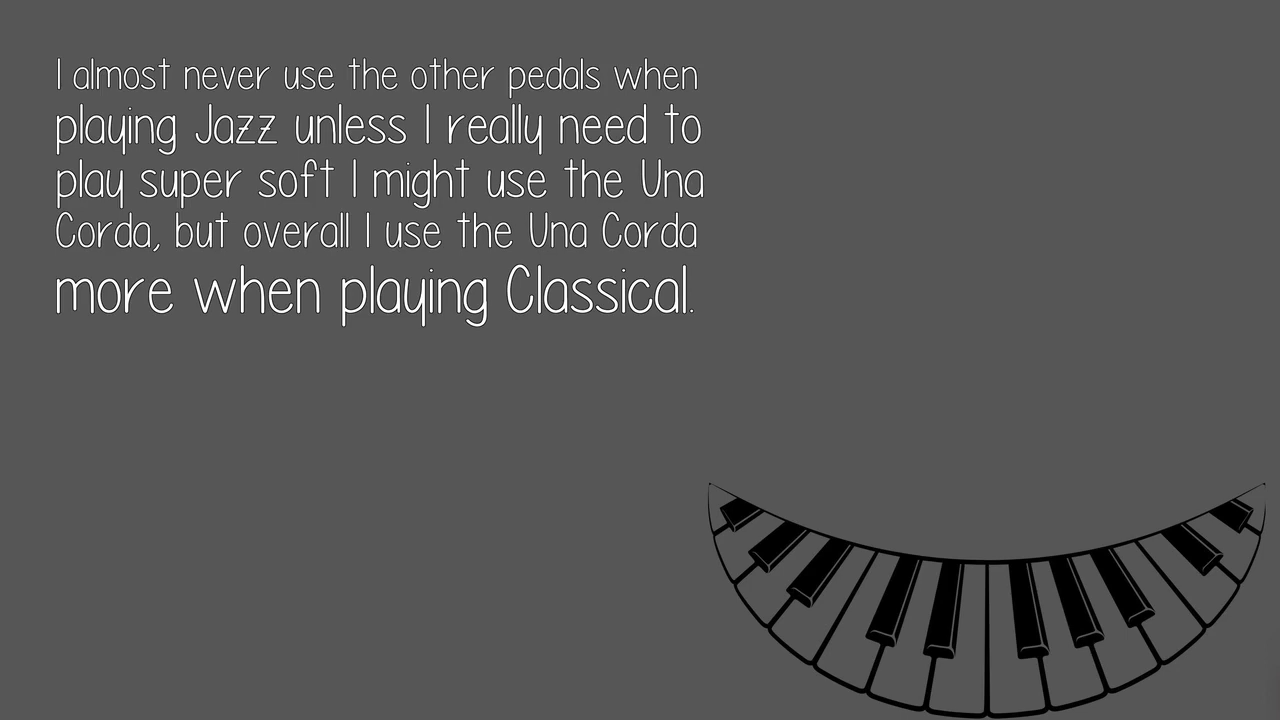 I almost never use the other pedals when
playing Jazz unless I really need to
play super soft I might use the Una
Corda, but overall I use the Una Corda
more when playing Classical.